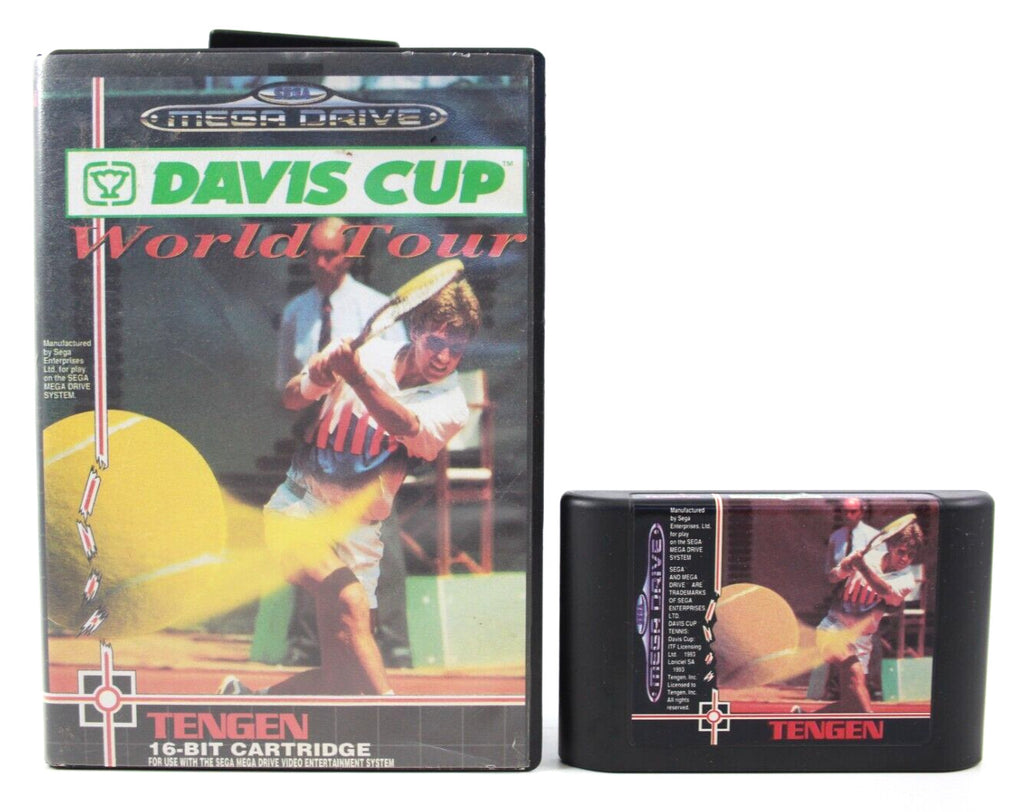 SEGA
MEGA DRIVE
DAVIS CUP™
World Tour
Manufactured
by Sega
Enterprises
Ltd. for play
on the SEGA
MEGA DRIVE
SYSTEM.
TENGEN
16-BIT CARTRIDGE
FOR USE WITH THE SEGA MEGA DRIVE VIDEO ENTERTAINMENT SYSTEM
SEGA
MEGA DRIVE
Manufactured
by Sega
Enterprises, Ltd.
for play
on the SEGA
MEGA DRIVE
SYSTEM
SEGA
AND MEGA
DRIVE ARE
TRADEMARKS
OF SEGA
ENTERPRISES,
LTD.
DAVIS CUP
TENNIS:
Davis Cup:
ITF Licensing
Ltd. 1993
Loriciel SA
1993
Tengen, Inc.
Licensed to
Tengen, Inc.
All rights
reserved.
TENGEN